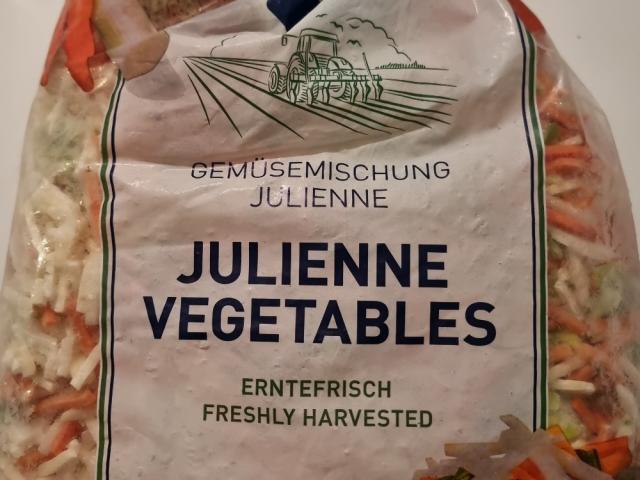 GEMÜSEMISCHUNG
JULIENNE
JULIENNE
VEGETABLES
ERNTEFRISCH
FRESHLY HARVESTED